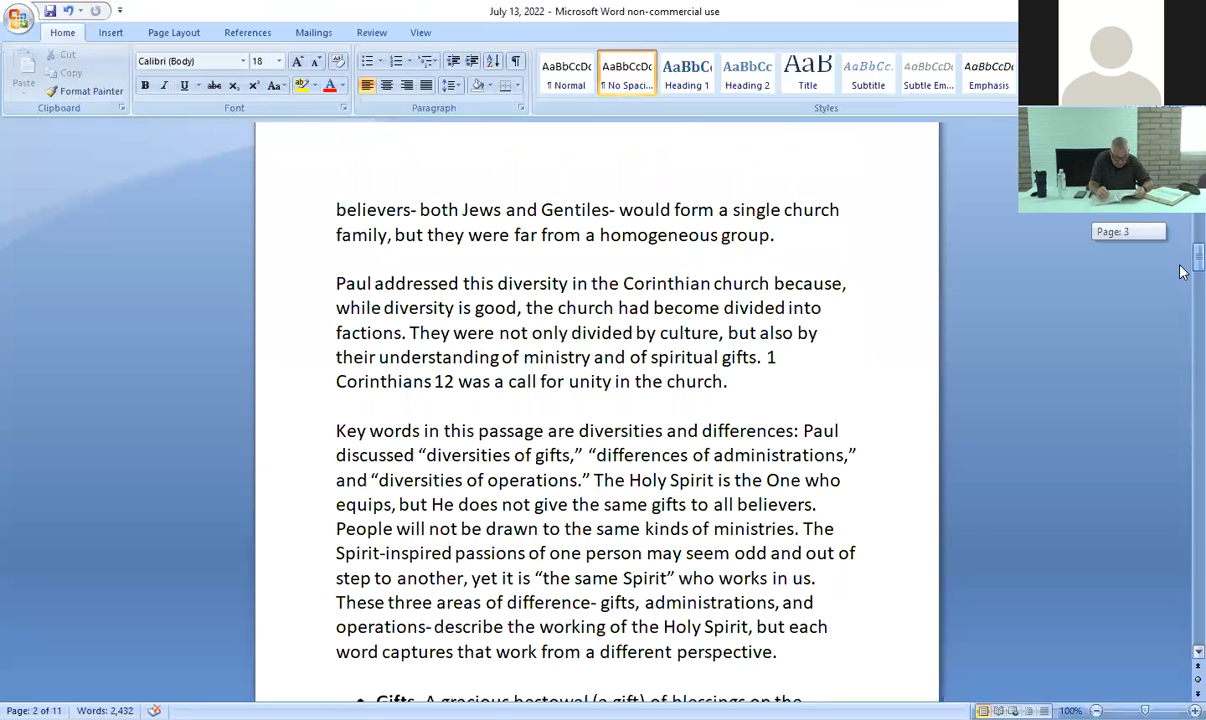 July 13, 2022 - Microsoft Word non-commercial use
Home Insert Page Layout References Mailings Review View
Paste
Cut
Copy
Format Painter
Calibri (Body) 18
AaBbCcDc AaBbCcDc AaBbC AaBbCc AaB AaBbCc. AaBbCcDc AaBbCcDc
¶ Normal ¶ No Spaci... Heading 1 Heading 2 Title Subtitle Subtle Em... Emphasis
Clipboard Font Paragraph Styles
believers- both Jews and Gentiles- would form a single church
family, but they were far from a homogeneous group.
Page: 3
Paul addressed this diversity in the Corinthian church because,
while diversity is good, the church had become divided into
factions. They were not only divided by culture, but also by
their understanding of ministry and of spiritual gifts. 1
Corinthians 12 was a call for unity in the church.
Key words in this passage are diversities and differences: Paul
discussed “diversities of gifts,” “differences of administrations,”
and “diversities of operations.” The Holy Spirit is the One who
equips, but He does not give the same gifts to all believers.
People will not be drawn to the same kinds of ministries. The
Spirit-inspired passions of one person may seem odd and out of
step to another, yet it is “the same Spirit” who works in us.
These three areas of difference- gifts, administrations, and
operations- describe the working of the Holy Spirit, but each
word captures that work from a different perspective.
• Gifts- A gracious bestowal (a gift) of blessings on the
Page: 2 of 11 Words: 2,432 100%